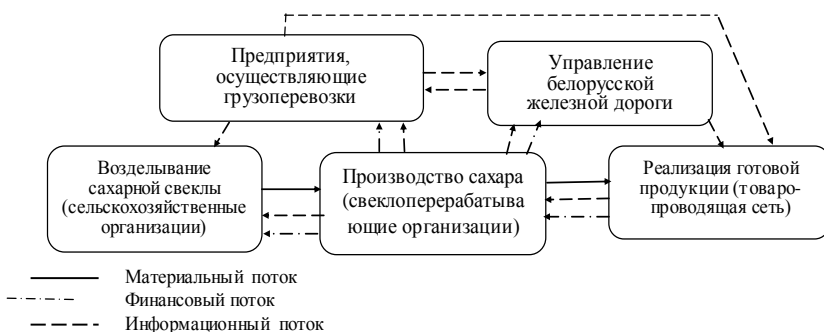 Предприятия,
осуществляющие
грузоперевозки
Управление
белорусской
железной дороги
Возделывание
сахарной свеклы
(сельскохозяйственные
организации)
Производство сахара
(свеклоперерабатыва
ющие организации)
Реализация готовой
продукции (товаро-
проводящая сеть)
Материальный поток
Финансовый поток
Информационный поток